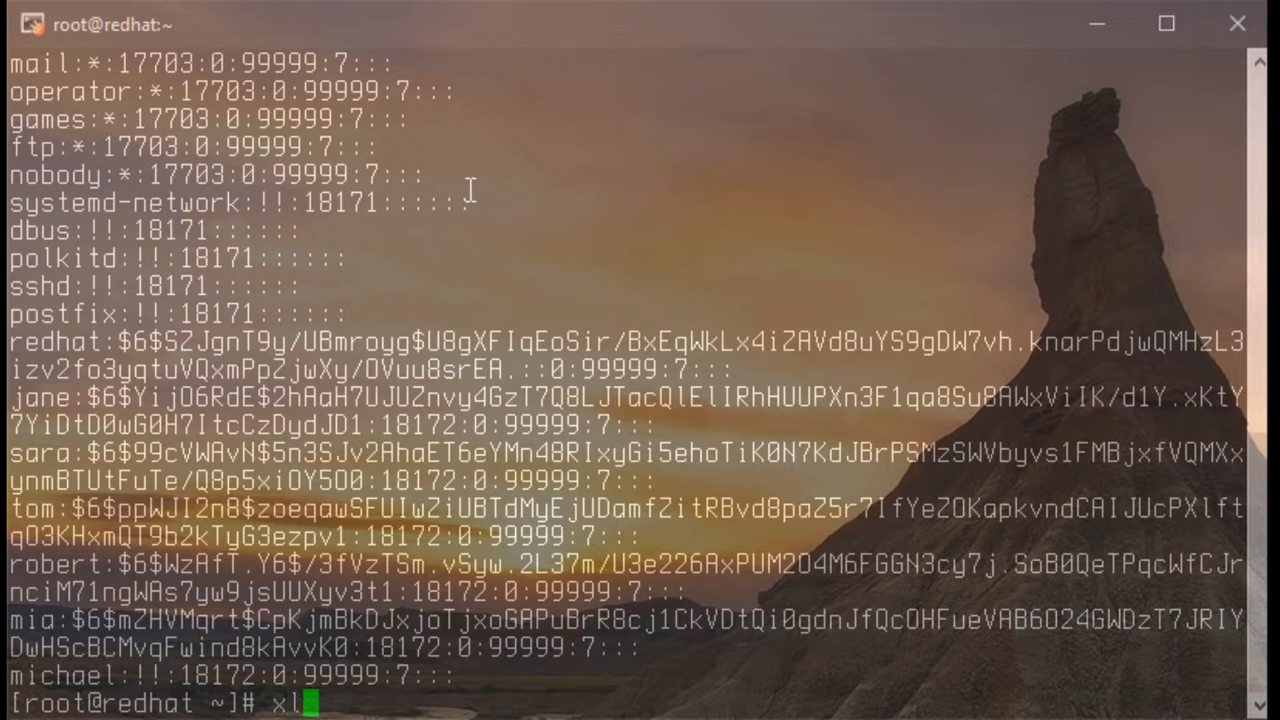 root@redhat:~
mail:*:17703:0:99999:7:::
operator:*:17703:0:99999:7:::
games:*:17703:0:99999:7:::
ftp:*:17703:0:99999:7:::
nobody:*:17703:0:99999:7:::
systemd-network:!!:18171::::::
dbus:!!:18171::::::
polkitd:!!:18171::::::
sshd:!!:18171::::::
postfix:!!:18171::::::
redhat:$6$SZJgnT9y/UBmroyg$U8gXFIqEoSir/BxEqWkLx4iZAVd8uYS9gDW7vh.knarPdjwQMHzL3
izv2fo3yqtuVQxmPpZjwXy/OVuu8srEA.::0:99999:7:::
jane:$6$YijO6RdE$2hAaH7UJUZnvy4GzT7Q8LJTacQlElIRhHUUPXn3F1qa8Su8AWxViIK/d1Y.xKtY
7YiDtD0wG0H7ItcCzDydJD1:18172:0:99999:7:::
sara:$6$99cVWAvN$5n3SJv2AhaET6eYMn48RIxyGi5ehoTiK0N7KdJBrPSMzSWVbyvs1FMBjxfVQMXx
ynmBTUtFuTe/Q8p5xiOY5O0:18172:0:99999:7:::
tom:$6$ppWJI2n8$zoeqawSFUIwZiUBTdMyEjUDamfZitRBvd8paZ5r7IfYeZOKapkvndCAIJUcPXlft
qO3KHxmQT9b2kTyG3ezpv1:18172:0:99999:7:::
robert:$6$WzAfT.Y6$/3fVzTSm.vSyw.2L37m/U3e226AxPUM2O4M6FGGN3cy7j.SoB0QeTPqcWfCJr
nciM71ngWAs7yw9jsUUXyv3t1:18172:0:99999:7:::
mia:$6$mZHVMqrt$CpKjmBkDJxjoTjxoGAPuBrR8cj1CkVDtQi0gdnJfQcOHFueVAB6O24GWDzT7JRIY
DwHScBCMvqFwind8kAvvK0:18172:0:99999:7:::
michael:!!:18172:0:99999:7:::
[root@redhat ~]# xl